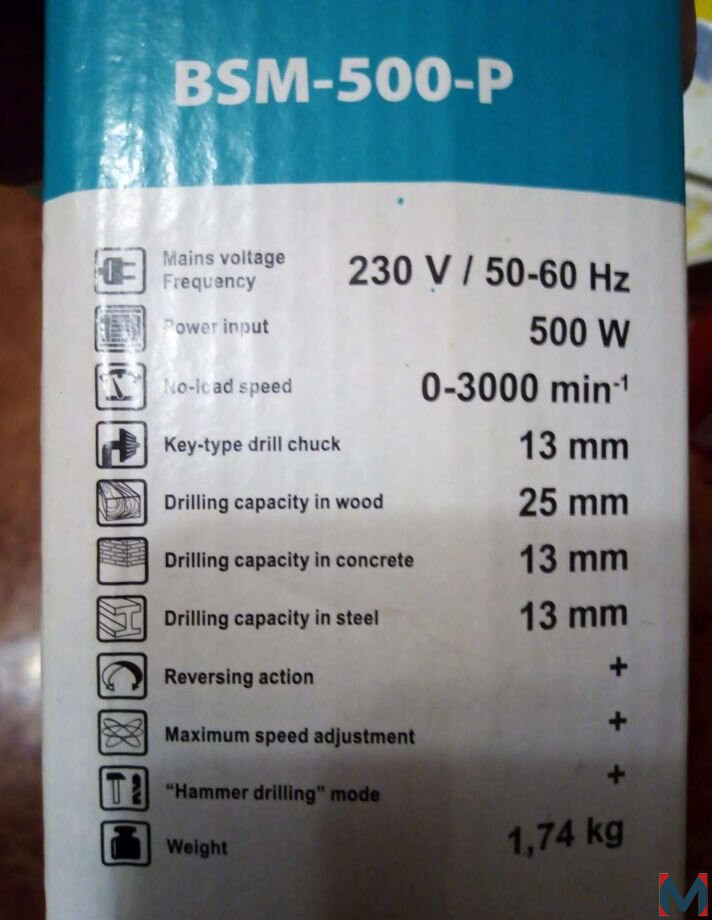 BSM-500-P
Mains voltage
Frequency 230 V / 50-60 Hz
Power input 500 W
No-load speed 0-3000 min⁻¹
Key-type drill chuck 13 mm
Drilling capacity in wood 25 mm
Drilling capacity in concrete 13 mm
Drilling capacity in steel 13 mm
Reversing action +
Maximum speed adjustment +
“Hammer drilling” mode +
Weight 1,74 kg
M